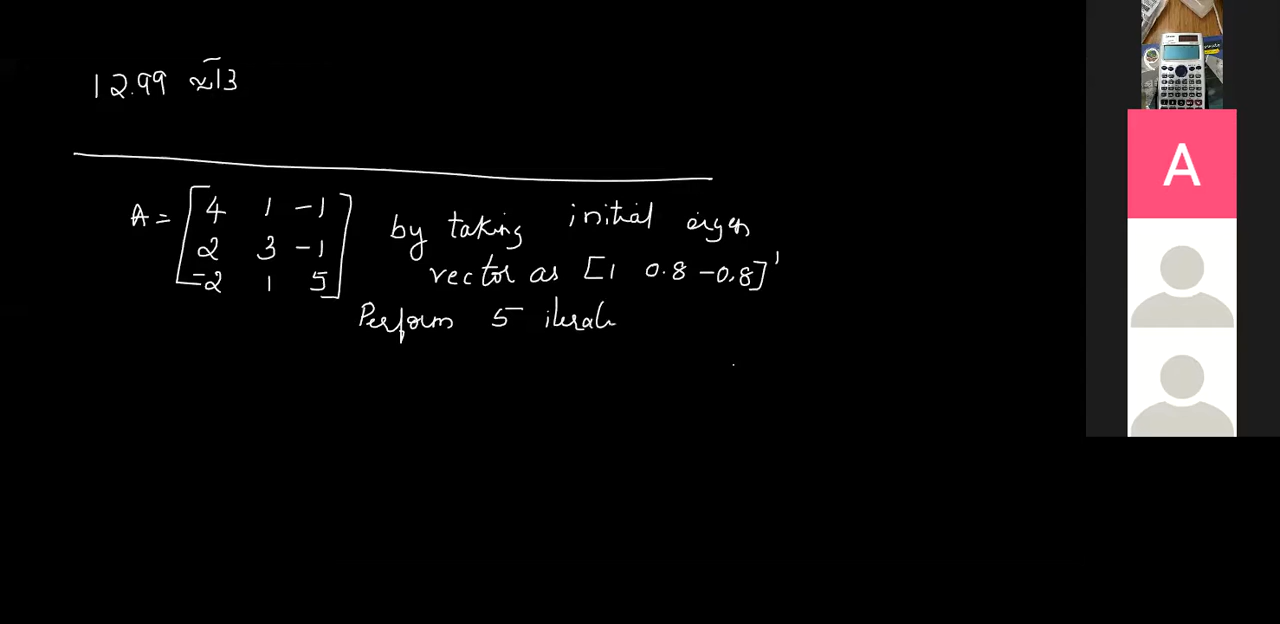 12.99 ≈ 13
A = [4 1 -1 by taking initial eigen
2 3 -1 vector as [1 0.8 -0.8]'
-2 1 5]
Perform 5 iterate
A